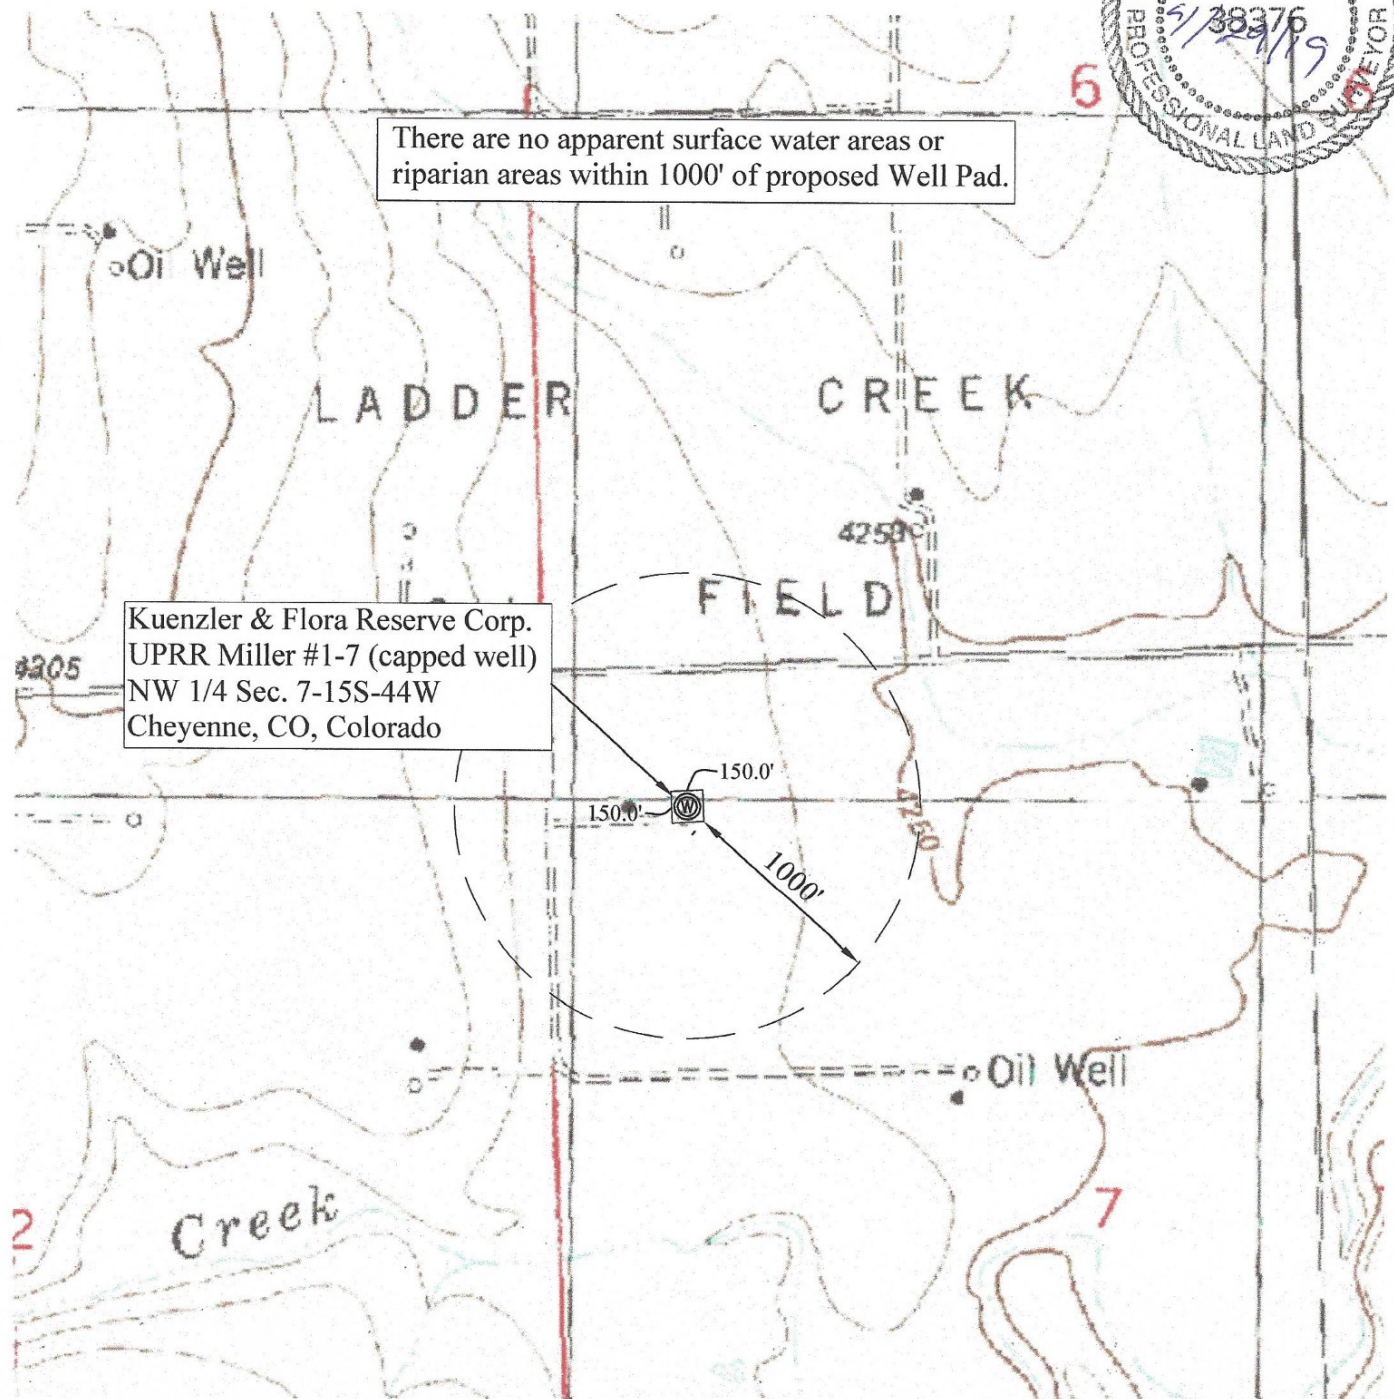 38376
PROFESSIONAL LAND SURVEYOR
6
6
There are no apparent surface water areas or
riparian areas within 1000' of proposed Well Pad.
Oil Well
LADDER CREEK
4253
FIELD
Kuenzler & Flora Reserve Corp.
UPRR Miller #1-7 (capped well)
NW 1/4 Sec. 7-15S-44W
Cheyenne, CO, Colorado
4205
150.0'
150.0'
W
4250
1000'
Oil Well
Creek
2
7